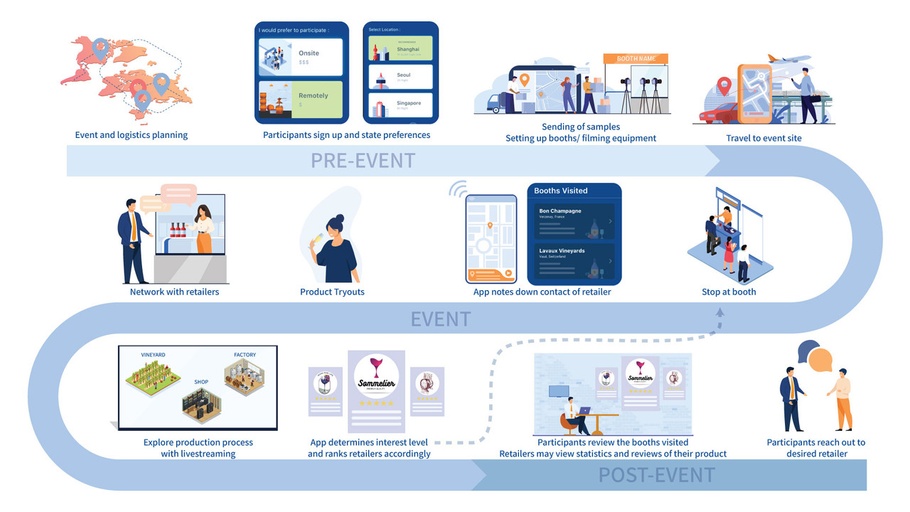 I would prefer to participate :
Onsite
$$$
Remotely
$
Select Location :
Shanghai
Seoul
Singapore
BOOTH NAME
Event and logistics planning
Participants sign up and state preferences
Sending of samples
Setting up booths/ filming equipment
Travel to event site
PRE-EVENT
Booths Visited
Bon Champagne
Lavaux Vineyards
Network with retailers
Product Tryouts
App notes down contact of retailer
Stop at booth
EVENT
VINEYARD
SHOP
FACTORY
Sommelier
Sommelier
Explore production process
with livestreaming
App determines interest level
and ranks retailers accordingly
Participants review the booths visited
Retailers may view statistics and reviews of their product
Participants reach out to
desired retailer
POST-EVENT